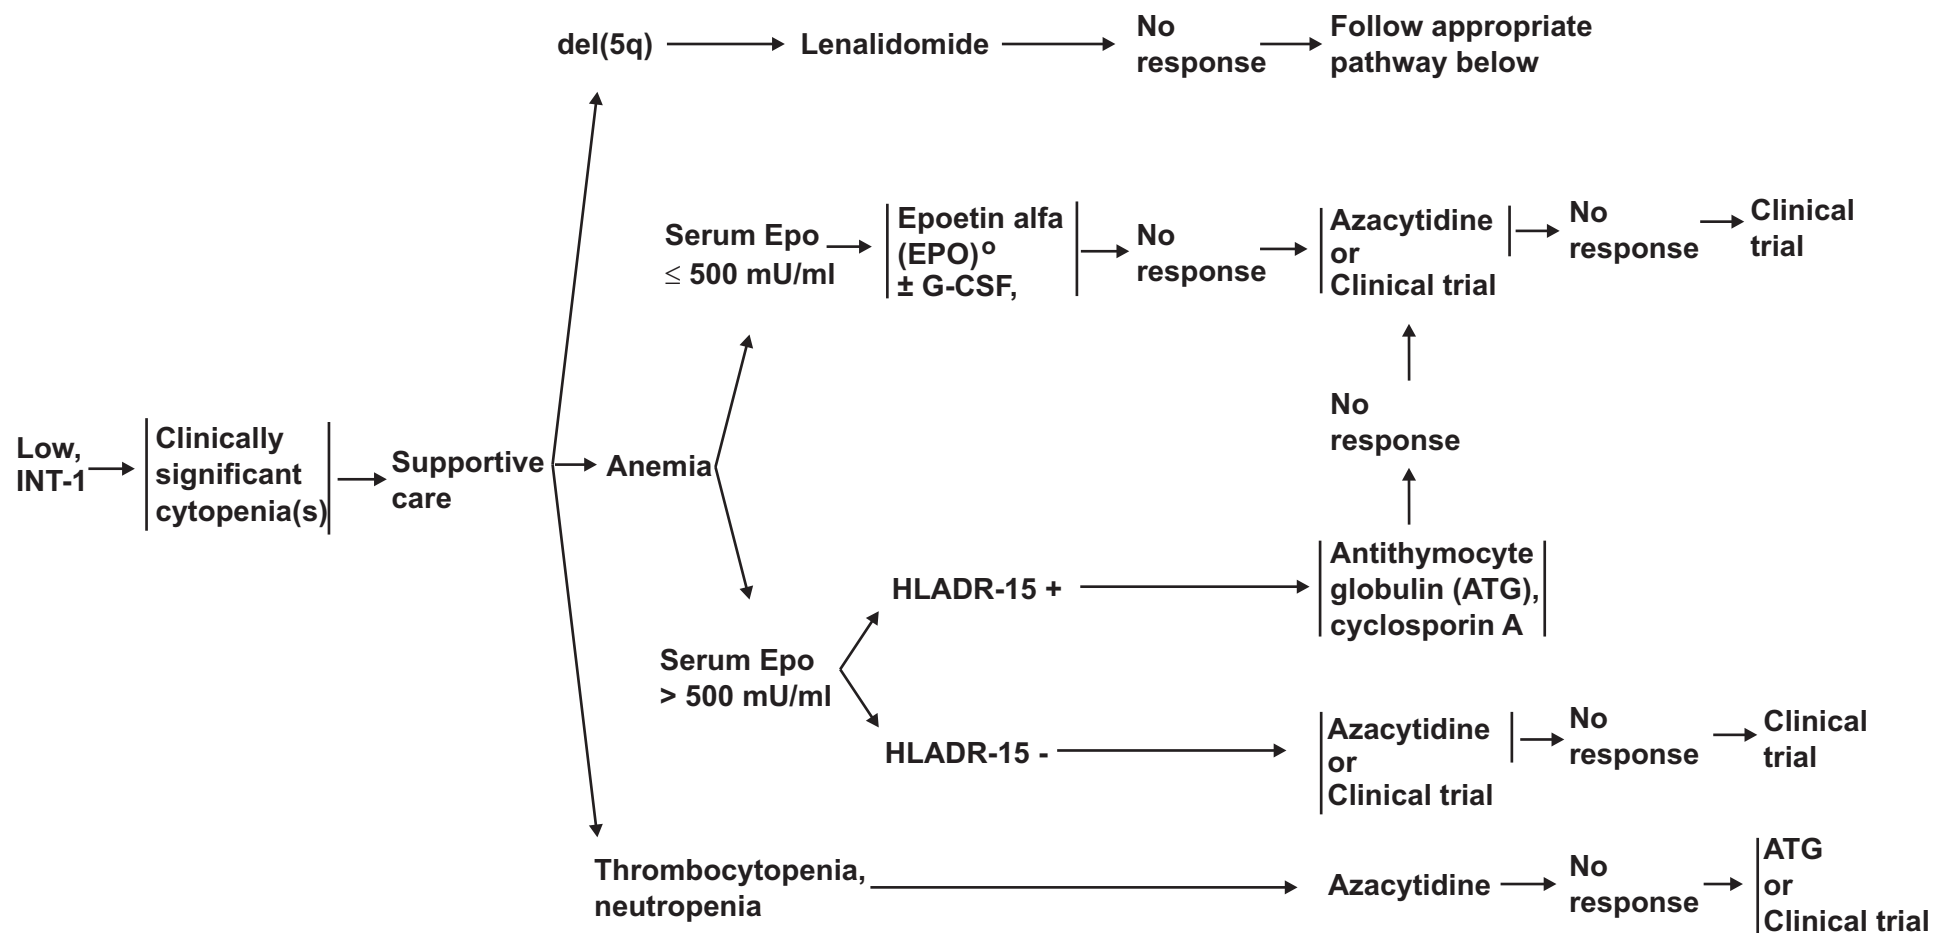 del(5q)
Lenalidomide
No
response
Follow appropriate
pathway below
Serum Epo
≤ 500 mU/ml
Epoetin alfa
(EPO)º
± G-CSF,
No
response
Azacytidine
or
Clinical trial
No
response
Clinical
trial
No
response
Low,
INT-1
Clinically
significant
cytopenia(s)
Supportive
care
Anemia
HLADR-15 +
Antithymocyte
globulin (ATG),
cyclosporin A
Serum Epo
> 500 mU/ml
HLADR-15 -
Azacytidine
or
Clinical trial
No
response
Clinical
trial
Thrombocytopenia,
neutropenia
Azacytidine
No
response
ATG
or
Clinical trial